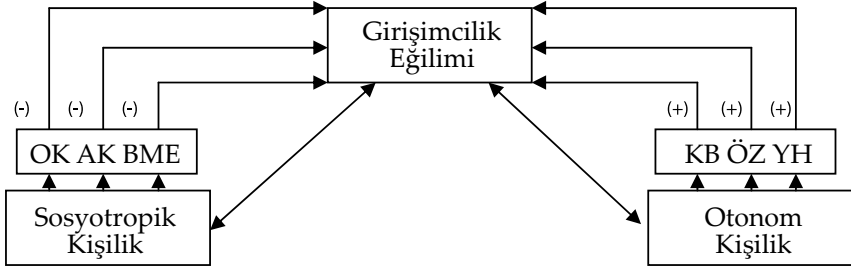 Girişimcilik
Eğilimi
(-) (-) (-)
(+) (+) (+)
OK AK BME
KB ÖZ YH
Sosyotropik
Kişilik
Otonom
Kişilik